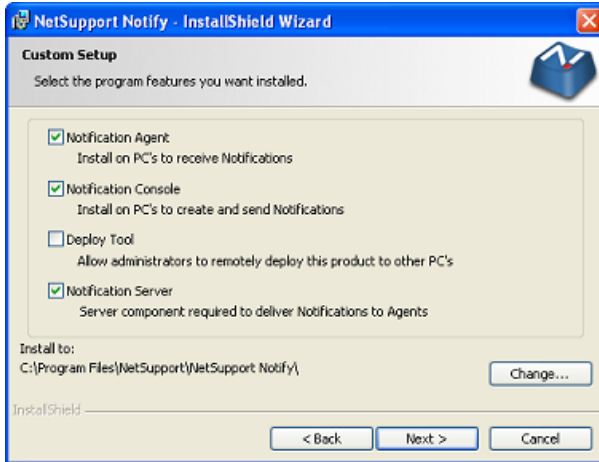 NetSupport Notify - InstallShield Wizard
Custom Setup
Select the program features you want installed.
Notification Agent
Install on PC's to receive Notifications
Notification Console
Install on PC's to create and send Notifications
Deploy Tool
Allow administrators to remotely deploy this product to other PC's
Notification Server
Server component required to deliver Notifications to Agents
Install to:
C:\Program Files\NetSupport\NetSupport Notify\
Change...
InstallShield
< Back Next > Cancel